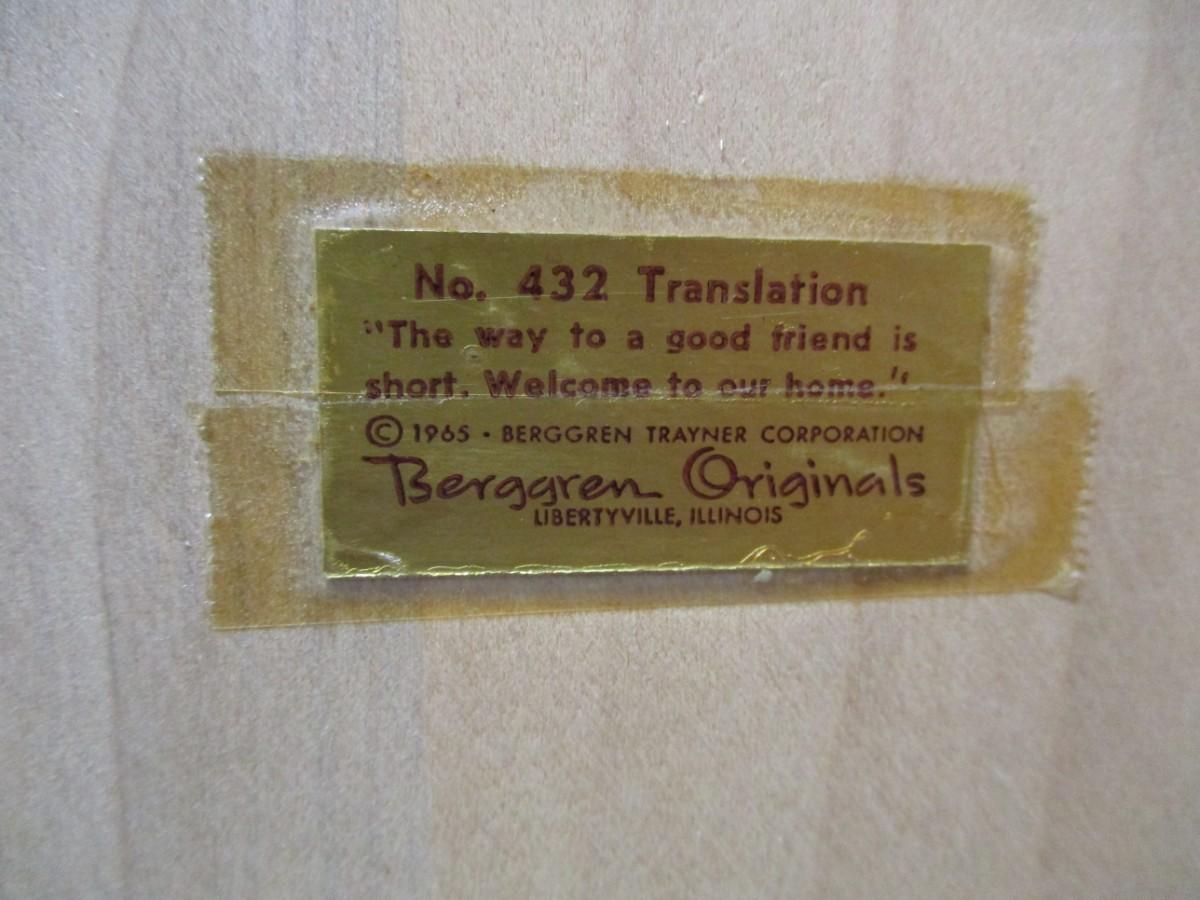 No. 432 Translation
"The way to a good friend is
short. Welcome to our home."
© 1965 · BERGGREN TRAYNER CORPORATION
Berggren Originals
LIBERTYVILLE, ILLINOIS